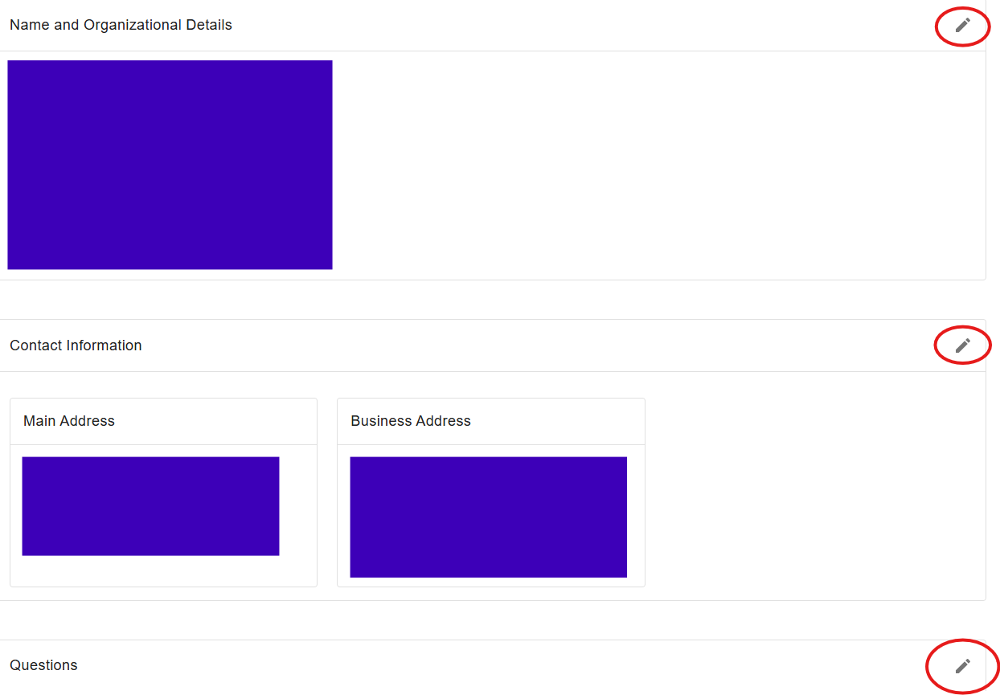 Name and Organizational Details
Contact Information
Main Address
Business Address
Questions